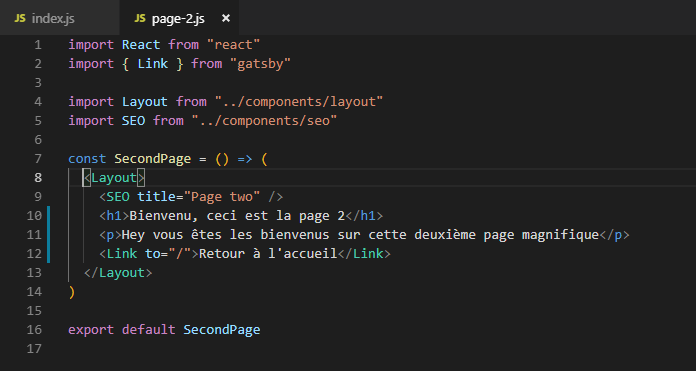 JS index.js JS page-2.js ×
1 import React from "react"
2 import { Link } from "gatsby"
3
4 import Layout from "../components/layout"
5 import SEO from "../components/seo"
6
7 const SecondPage = () => (
8 <Layout>
9 <SEO title="Page two" />
10 <h1>Bienvenu, ceci est la page 2</h1>
11 <p>Hey vous êtes les bienvenus sur cette deuxième page magnifique</p>
12 <Link to="/">Retour à l'accueil</Link>
13 </Layout>
14 )
15
16 export default SecondPage
17